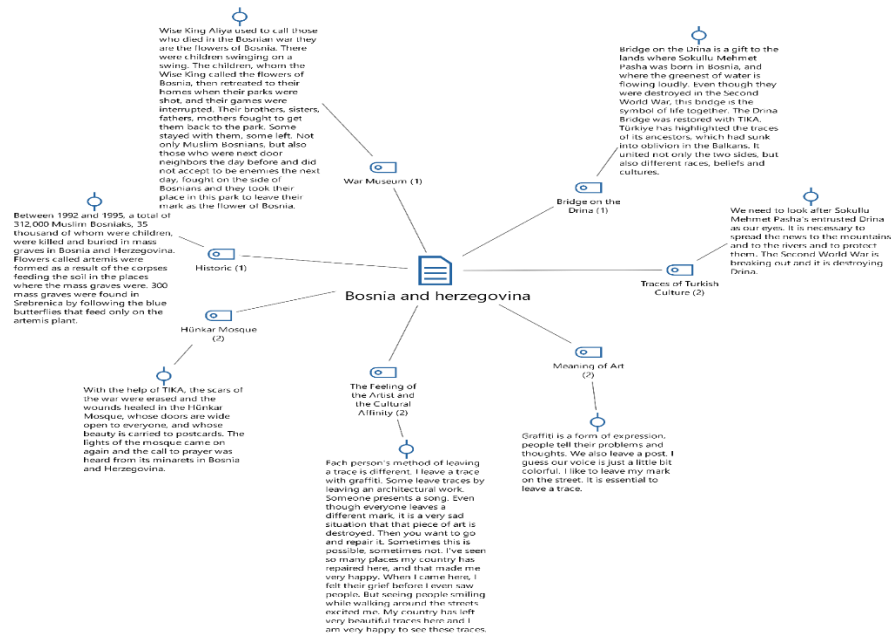 Wise King Aliya used to call those
who died in the Bosnian war they
are the flowers of Bosnia. There
were children swinging on a
swing. The children, whom the
Wise King called the flowers of
Bosnia, then retreated to their
homes when their parks were
shot, and their games were
interrupted. Their brothers, sisters,
fathers, mothers fought to get
them back to the park. Some
stayed with them, some left. Not
only Muslim Bosnians, but also
those who were next door
neighbors the day before and did
not accept to be enemies the next
day, fought on the side of
Bosnians and they took their
place in this park to leave their
mark as the flower of Bosnia.
War Museum (1)
Bridge on the Drina is a gift to the
lands where Sokullu Mehmet
Pasha was born in Bosnia, and
where the greenest of water is
flowing loudly. Even though they
were destroyed in the Second
World War, this bridge is the
symbol of life together. The Drina
Bridge was restored with TIKA.
Türkiye has highlighted the traces
of its ancestors, which had sunk
into oblivion in the Balkans. It
united not only the two sides, but
also different races, beliefs and
cultures.
Bridge on the
Drina (1)
Between 1992 and 1995, a total of
312,000 Muslim Bosniaks, 35
thousand of whom were children,
were killed and buried in mass
graves in Bosnia and Herzegovina.
Flowers called artemis were
formed as a result of the corpses
feeding the soil in the places
where the mass graves were. 300
mass graves were found in
Srebrenica by following the blue
butterflies that feed only on the
artemis plant.
Historic (1)
We need to look after Sokullu
Mehmet Pasha's entrusted Drina
as our eyes. It is necessary to
spread the news to the mountains
and to the rivers and to protect
them. The Second World War is
breaking out and it is destroying
Drina.
Traces of Turkish
Culture (2)
Bosnia and herzegovina
Hünkar Mosque
(2)
With the help of TIKA, the scars of
the war were erased and the
wounds healed in the Hünkar
Mosque, whose doors are wide
open to everyone, and whose
beauty is carried to postcards. The
lights of the mosque came on
again and the call to prayer was
heard from its minarets in Bosnia
and Herzegovina.
The Feeling of
the Artist and
the Cultural
Affinity (2)
Each person's method of leaving
a trace is different. I leave a trace
with graffiti. Some leave traces by
leaving an architectural work.
Someone presents a song. Even
though everyone leaves a
different mark, it is a very sad
situation that that piece of art is
destroyed. Then you want to go
and repair it. Sometimes this is
possible, sometimes not. I've seen
so many places my country has
repaired here, and that made me
very happy. When I came here, I
felt their grief before I even saw
people. But seeing people smiling
while walking around the streets
excited me. My country has left
very beautiful traces here and I
am very happy to see these traces.
Meaning of Art
(2)
Graffiti is a form of expression,
people tell their problems and
thoughts. We also leave a post. I
guess our voice is just a little bit
colorful. I like to leave my mark
on the street. It is essential to
leave a trace.